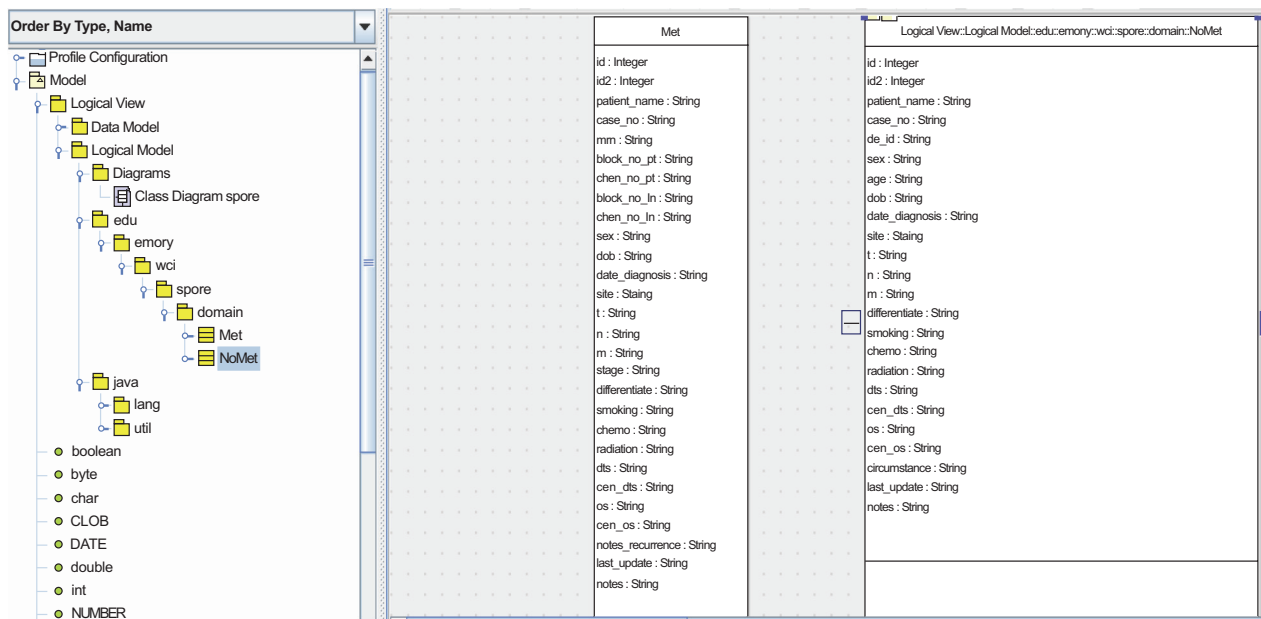 Order By Type, Name
Profile Configuration
Model
Logical View
Data Model
Logical Model
Diagrams
Class Diagram spore
edu
emory
wci
spore
domain
Met
NoMet
java
lang
util
boolean
byte
char
CLOB
DATE
double
int
NUMBER
Met
id : Integer
id2 : Integer
patient_name : String
case_no : String
mm : String
block_no_pt : String
chen_no_pt : String
block_no_In : String
chen_no_In : String
sex : String
dob : String
date_diagnosis : String
site : Staing
t : String
n : String
m : String
stage : String
differentiate : String
smoking : String
chemo : String
radiation : String
dts : String
cen_dts : String
os : String
cen_os : String
notes_recurrence : String
last_update : String
notes : String
Logical View::Logical Model::edu::emony::wci::spore::domain::NoMet
id : Integer
id2 : Integer
patient_name : String
case_no : String
de_id : String
sex : String
age : String
dob : String
date_diagnosis : String
site : Staing
t : String
n : String
m : String
differentiate : String
smoking : String
chemo : String
radiation : String
dts : String
cen_dts : String
os : String
cen_os : String
circumstance : String
last_update : String
notes : String